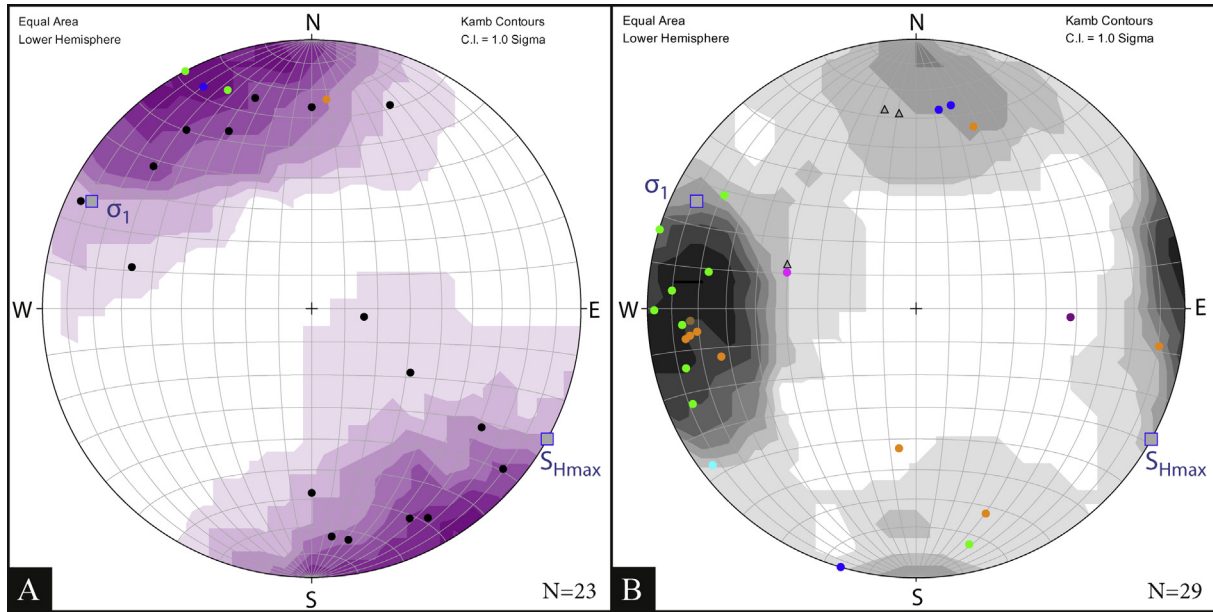 Equal Area
Lower Hemisphere
N
Kamb Contours
C.I. = 1.0 Sigma
σ1
W
E
SHmax
A
S
N=23
Equal Area
Lower Hemisphere
N
Kamb Contours
C.I. = 1.0 Sigma
σ1
W
E
SHmax
B
S
N=29